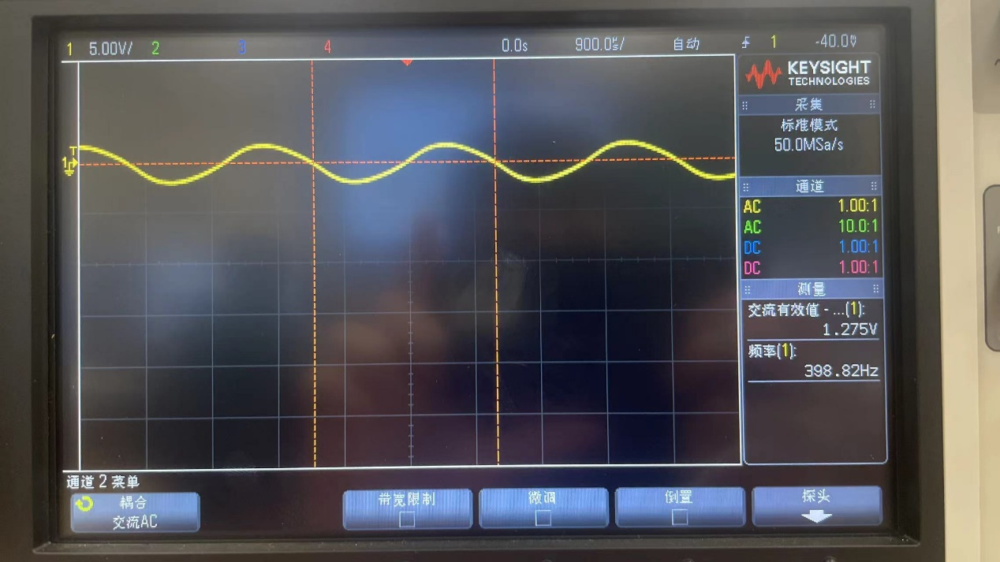 1 5.00V/ 2 3 4 0.0s 900.0µs/ 自动 1 -40.0V
KEYSIGHT
TECHNOLOGIES
采集
标准模式
50.0MSa/s
通道
AC 1.00:1
AC 10.0:1
DC 1.00:1
DC 1.00:1
测量
交流有效值 - ...(1):
1.275V
频率(1):
398.82Hz
T
1
通道 2 菜单
耦合
交流AC
带宽限制
微调
倒置
探头